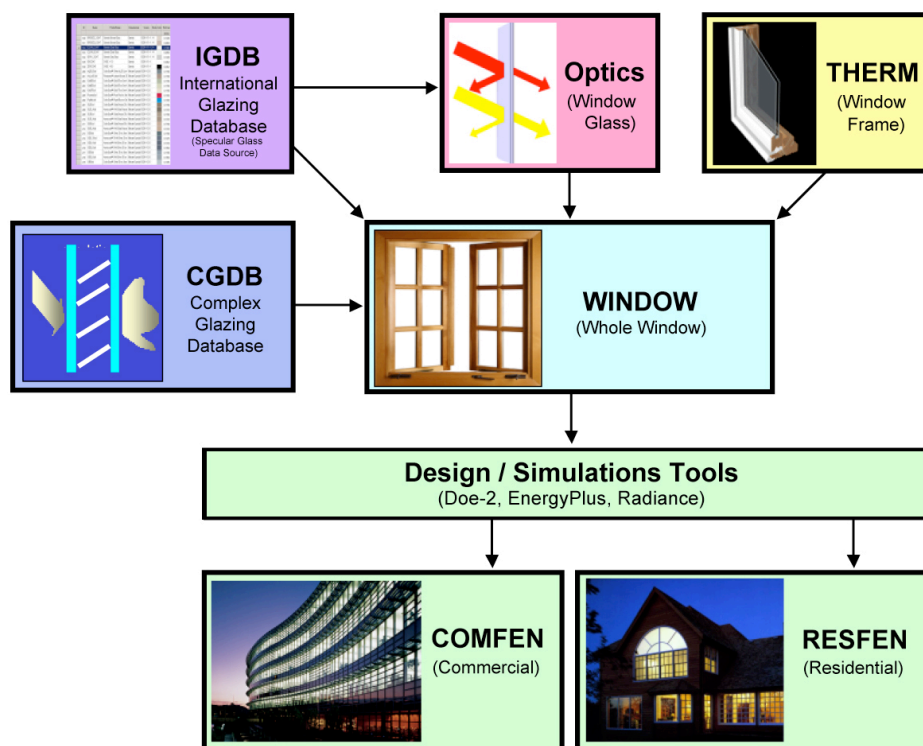 IGDB
International
Glazing
Database
(Specular Glass
Data Source)
Optics
(Window
Glass)
THERM
(Window
Frame)
CGDB
Complex
Glazing
Database
WINDOW
(Whole Window)
Design / Simulations Tools
(Doe-2, EnergyPlus, Radiance)
COMFEN
(Commercial)
RESFEN
(Residential)